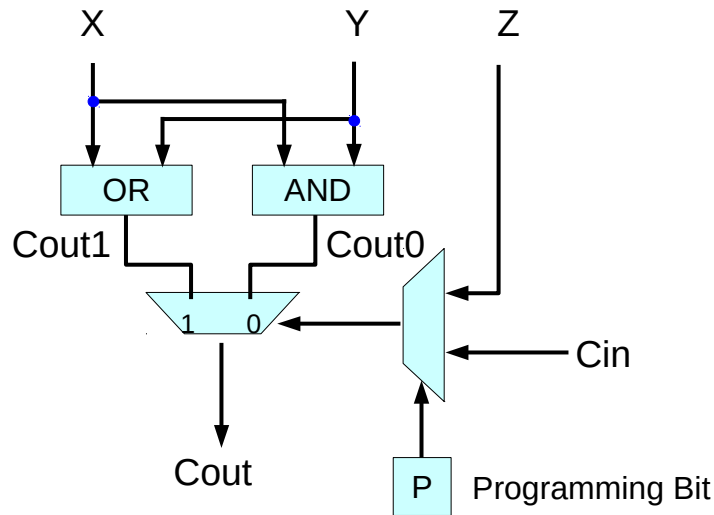 X Y Z
OR AND
Cout1 Cout0
1 0
Cin
Cout
P Programming Bit